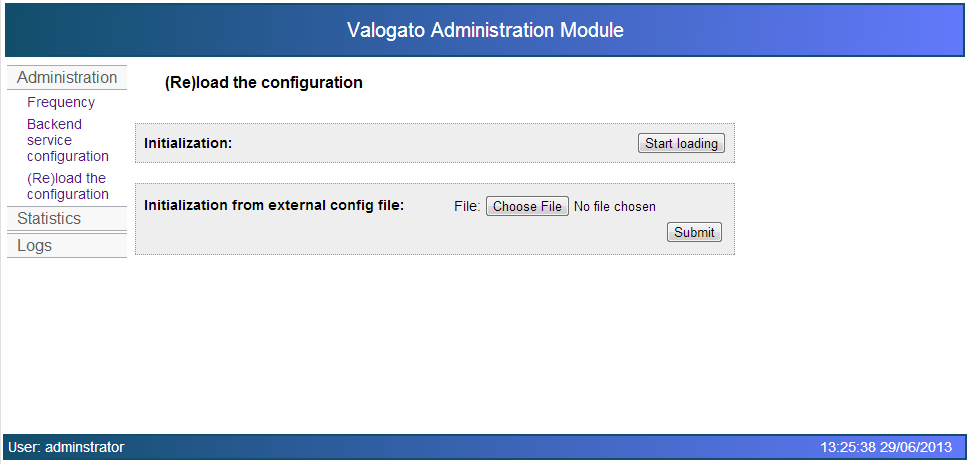 Valogato Administration Module
Administration
Frequency
Backend
service
configuration
(Re)load the
configuration
Statistics
Logs
(Re)load the configuration
Initialization: Start loading
Initialization from external config file: File: Choose File No file chosen
Submit
User: adminstrator 13:25:38 29/06/2013